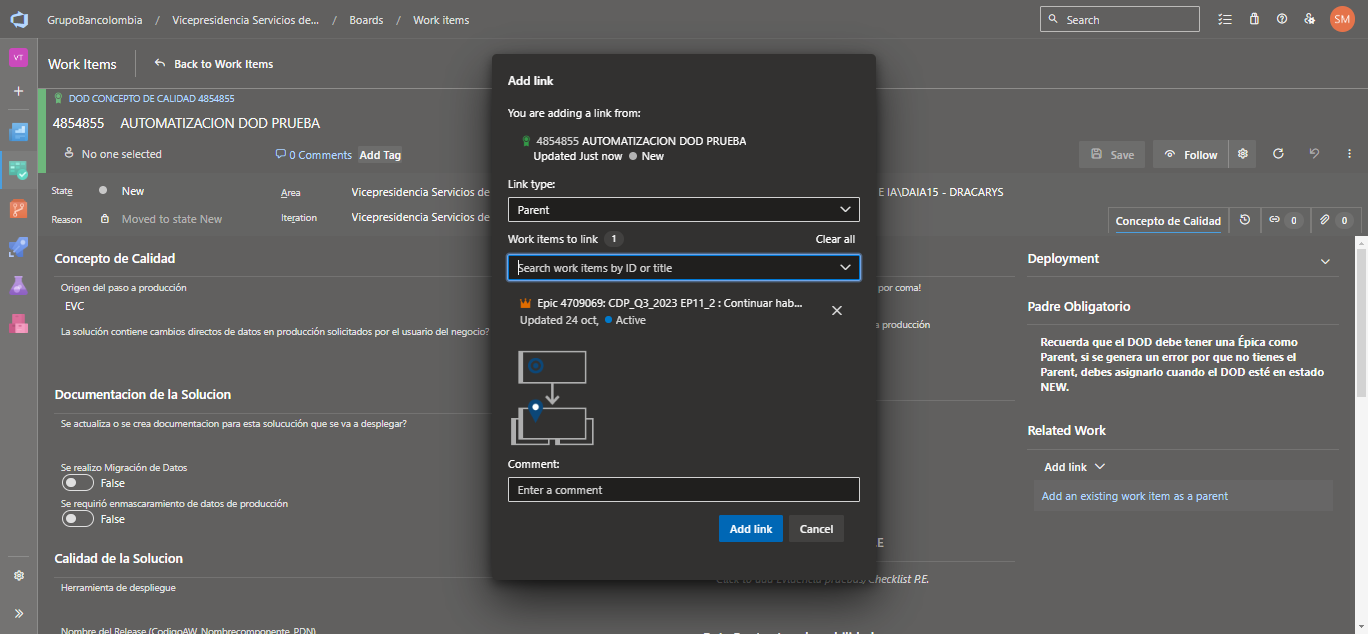 GrupoBancolombia / Vicepresidencia Servicios de... / Boards / Work items
Search
SM
VT
Work Items
Back to Work Items
DOD CONCEPTO DE CALIDAD 4854855
4854855 AUTOMATIZACION DOD PRUEBA
No one selected
0 Comments
Add Tag
Save
Follow
State
New
Area
Vicepresidencia Servicios de
E IA\DAIA15 - DRACARYS
Reason
Moved to state New
Iteration
Vicepresidencia Servicios de
Concepto de Calidad
0
0
Concepto de Calidad
Origen del paso a producción
EVC
La solución contiene cambios directos de datos en producción solicitados por el usuario del negocio?
Documentacion de la Solucion
Se actualiza o se crea documentacion para esta solucución que se va a desplegar?
Se realizo Migración de Datos
False
Se requirió enmascaramiento de datos de producción
False
Calidad de la Solucion
Herramienta de despliegue
Nombre del Release (CodigoAW_Nombrecomponente_PDN)
Add link
You are adding a link from:
4854855 AUTOMATIZACION DOD PRUEBA
Updated Just now New
Link type:
Parent
Work items to link 1
Clear all
Search work items by ID or title
Epic 4709069: CDP_Q3_2023 EP11_2 : Continuar hab...
Updated 24 oct, Active
Comment:
Enter a comment
Add link
Cancel
por coma!
a producción
E
Checklist P.E.
Deployment
Padre Obligatorio
Recuerda que el DOD debe tener una Épica como
Parent, si se genera un error por que no tienes el
Parent, debes asignarlo cuando el DOD esté en estado
NEW.
Related Work
Add link
Add an existing work item as a parent